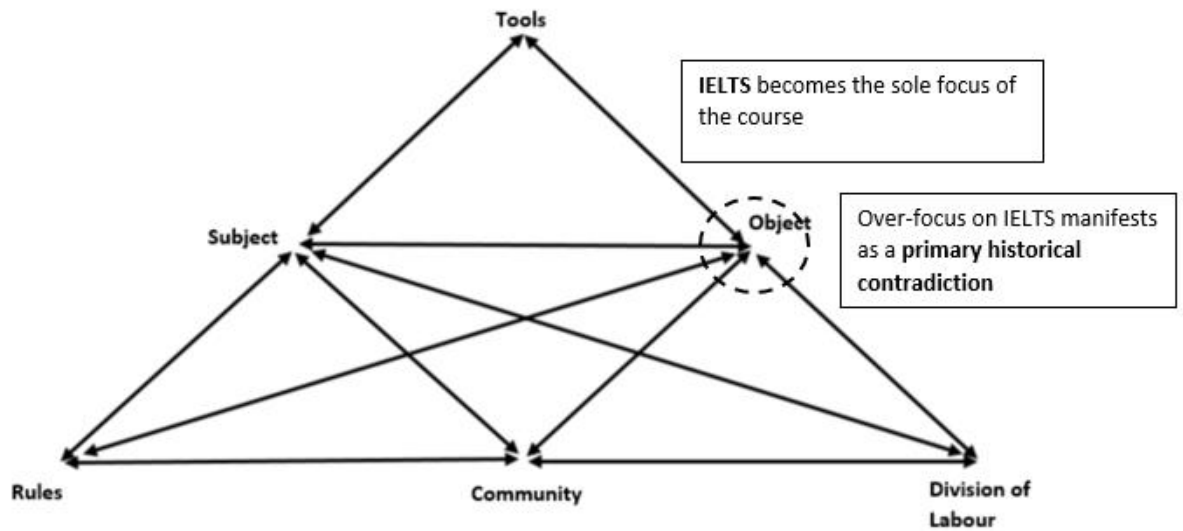 Tools
IELTS becomes the sole focus of
the course
Subject
Object
Over-focus on IELTS manifests
as a primary historical
contradiction
Rules
Community
Division of
Labour